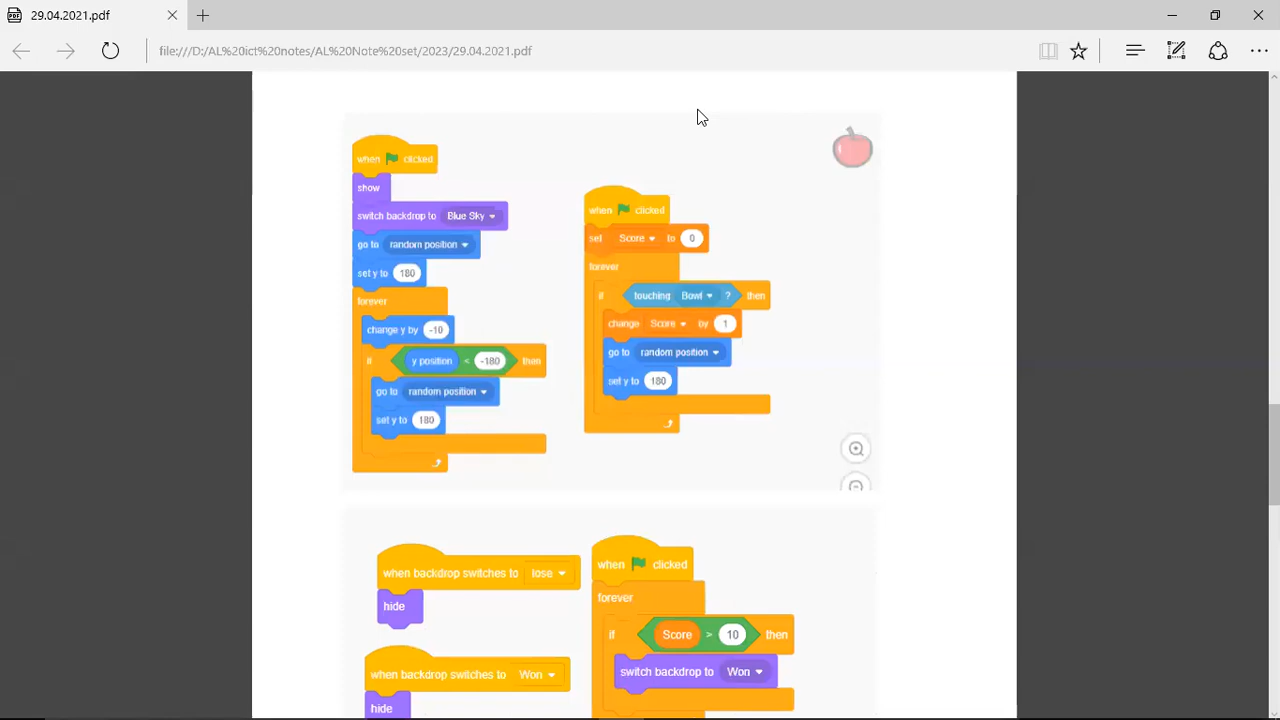 29.04.2021.pdf
file:///D:/AL%20ict%20notes/AL%20Note%20set/2023/29.04.2021.pdf
when clicked
show
switch backdrop to Blue Sky
go to random position
set y to 180
forever
change y by -10
if y position < -180 then
go to random position
set y to 180
when clicked
set Score to 0
forever
if touching Bowl ? then
change Score by 1
go to random position
set y to 180
when backdrop switches to lose
hide
when backdrop switches to Won
hide
when clicked
forever
if Score > 10 then
switch backdrop to Won